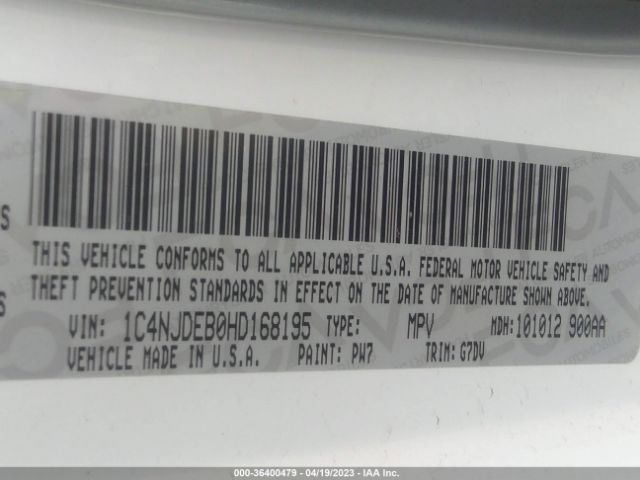 THIS VEHICLE CONFORMS TO ALL APPLICABLE U.S.A. FEDERAL MOTOR VEHICLE SAFETY AND
THEFT PREVENTION STANDARDS IN EFFECT ON THE DATE OF MANUFACTURE SHOWN ABOVE.
VIN: 1C4NJDEB0HD168195 TYPE: MPV MDH: 101012 900AA
VEHICLE MADE IN U.S.A. PAINT: PW7 TRIM: G7DV
000-36400479 - 04/19/2023 - IAA Inc.